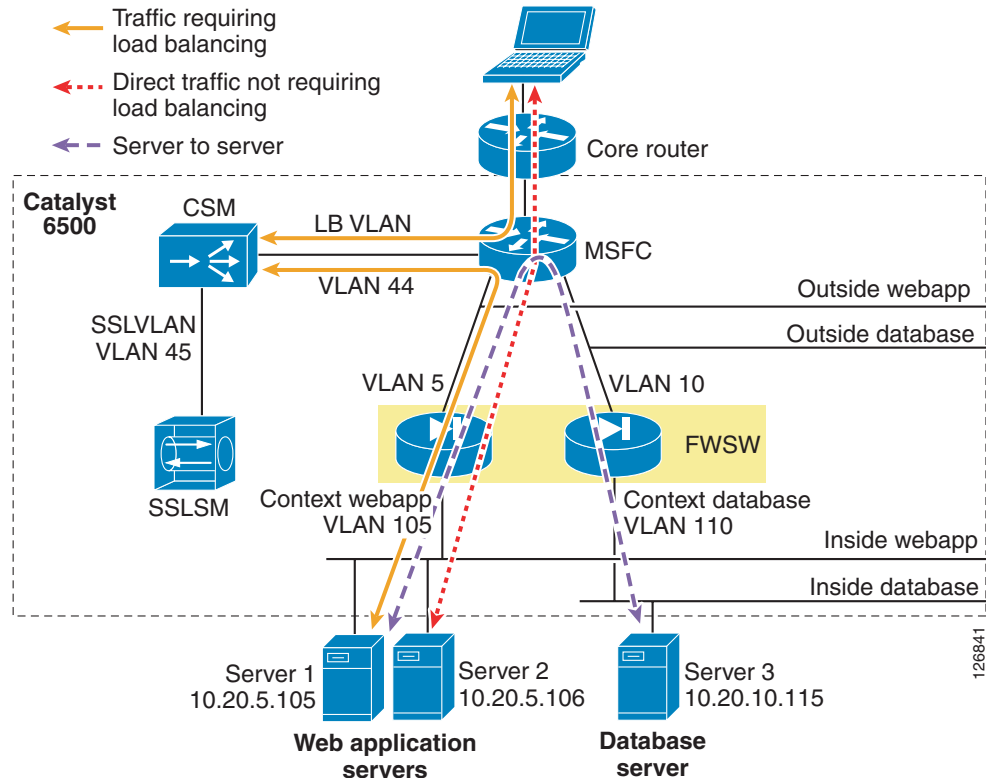 Traffic requiring
load balancing
Direct traffic not requiring
load balancing
Server to server
Core router
Catalyst
6500
CSM
LB VLAN
MSFC
VLAN 44
Outside webapp
SSLVLAN
VLAN 45
Outside database
VLAN 5
VLAN 10
FWSW
SSLSM
Context webapp
VLAN 105
Context database
VLAN 110
Inside webapp
Inside database
Server 1
10.20.5.105
Server 2
10.20.5.106
Server 3
10.20.10.115
Web application
servers
Database
server
126841